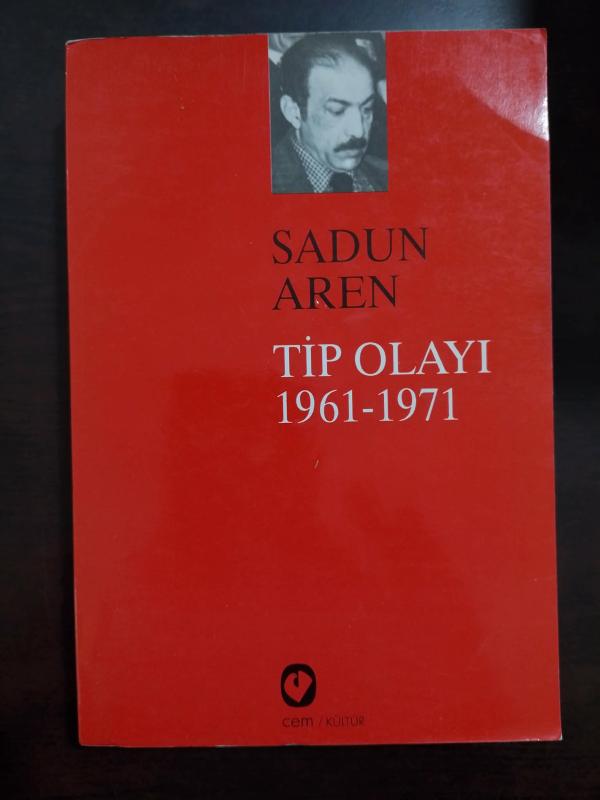 SADUN
AREN
TİP OLAYI
1961-1971
cem / KÜLTÜR